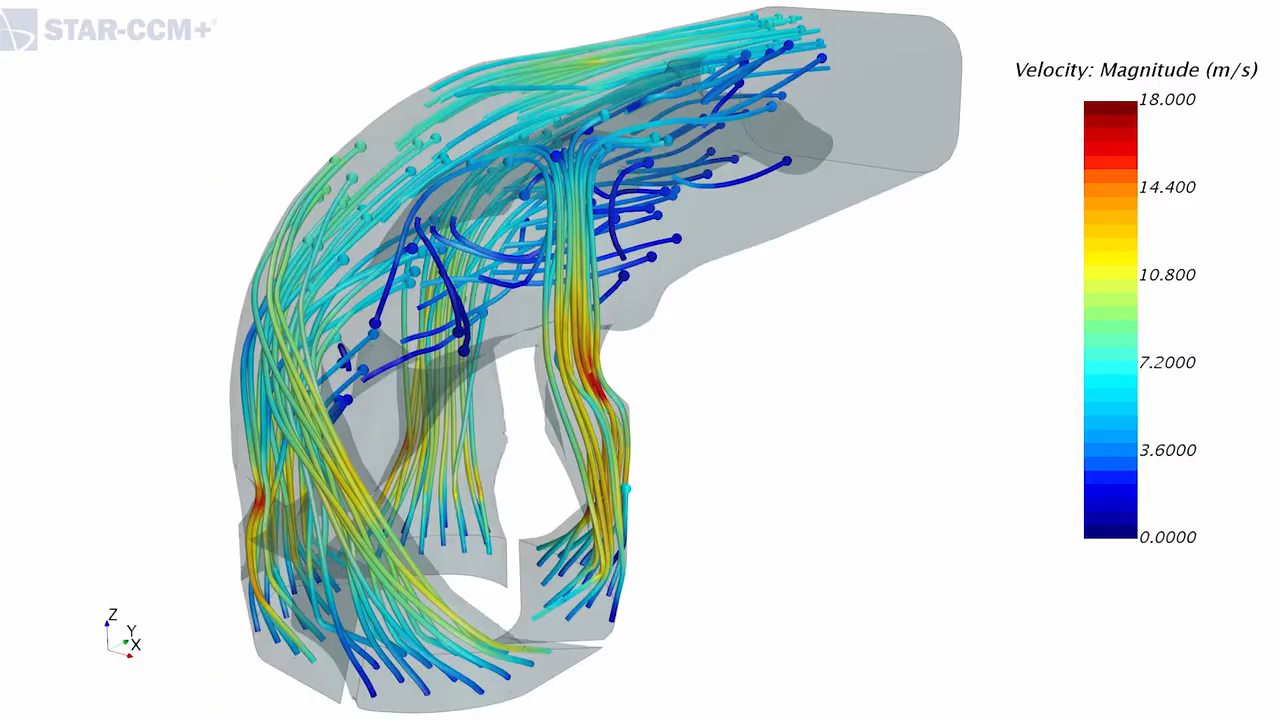 STAR-CCM+®
Velocity: Magnitude (m/s)
18.000
14.400
10.800
7.2000
3.6000
0.0000
Z
Y
X